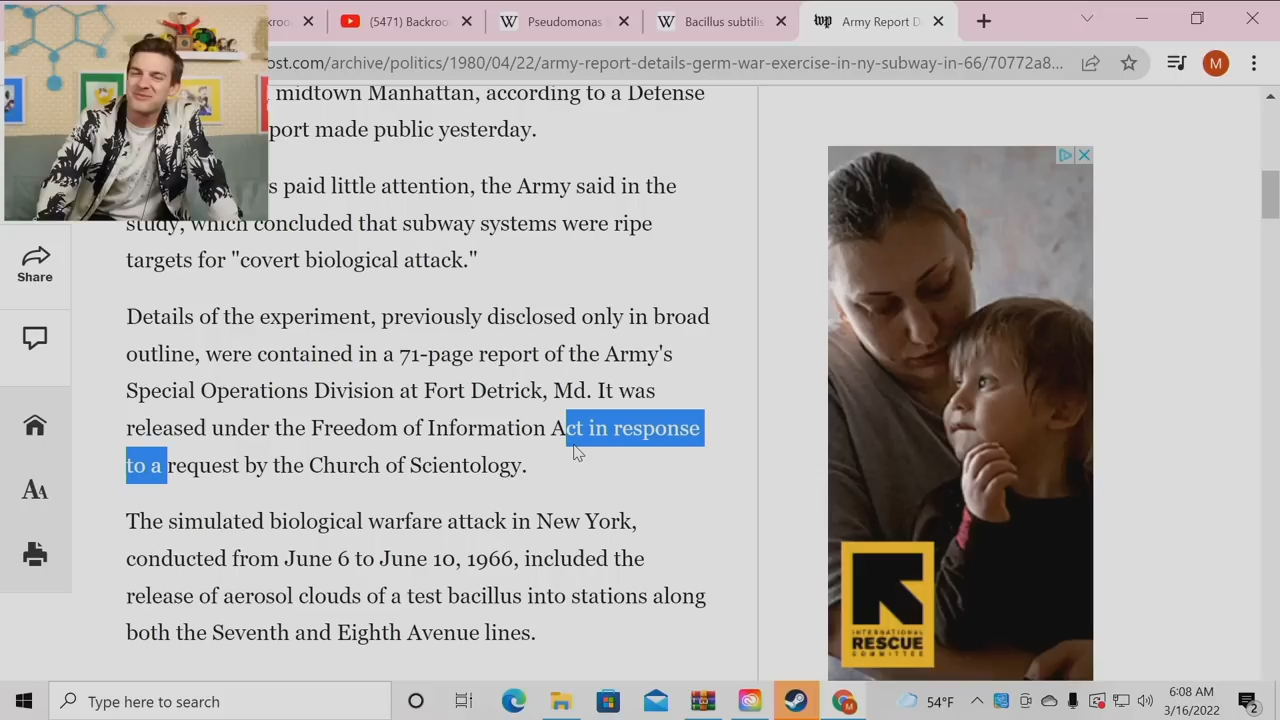 kroo
(5471) Backroo
Pseudomonas
Bacillus subtilis
Army Report D
ost.com/archive/politics/1980/04/22/army-report-details-germ-war-exercise-in-ny-subway-in-66/70772a8...
M
midtown Manhattan, according to a Defense
port made public yesterday.
s paid little attention, the Army said in the
study, which concluded that subway systems were ripe
targets for "covert biological attack."
Share
Details of the experiment, previously disclosed only in broad
outline, were contained in a 71-page report of the Army's
Special Operations Division at Fort Detrick, Md. It was
released under the Freedom of Information Act in response
to a request by the Church of Scientology.
AA
The simulated biological warfare attack in New York,
conducted from June 6 to June 10, 1966, included the
release of aerosol clouds of a test bacillus into stations along
both the Seventh and Eighth Avenue lines.
INTERNATIONAL
RESCUE
COMMITTEE
Type here to search
54°F
6:08 AM
3/16/2022
2